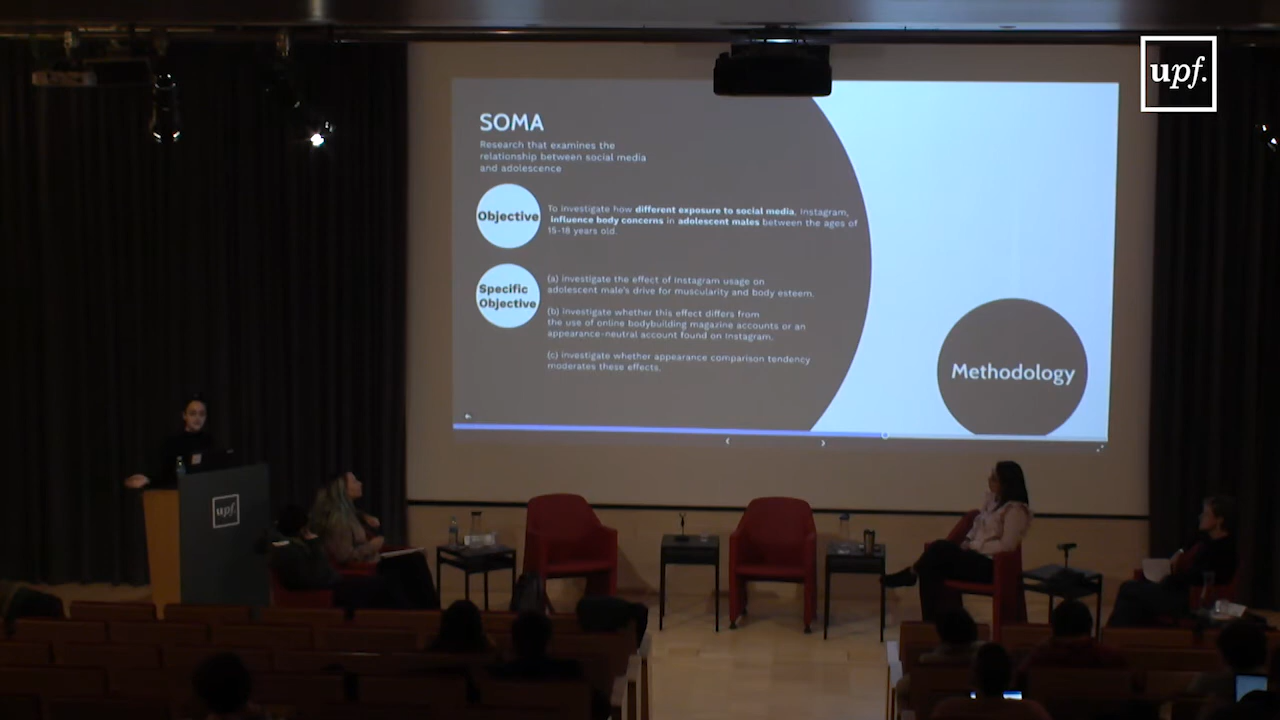 upf.
SOMA
Research that examines the
relationship between social media
and adolescence
Objective
To investigate how different exposure to social media, Instagram,
influence body concerns in adolescent males between the ages of
15-18 years old.
Specific
Objective
(a) investigate the effect of Instagram usage on
adolescent male's drive for muscularity and body esteem.
(b) investigate whether this effect differs from
the use of online bodybuilding magazine accounts or an
appearance-neutral account found on Instagram.
(c) investigate whether appearance comparison tendency
moderates these effects.
Methodology
upf.